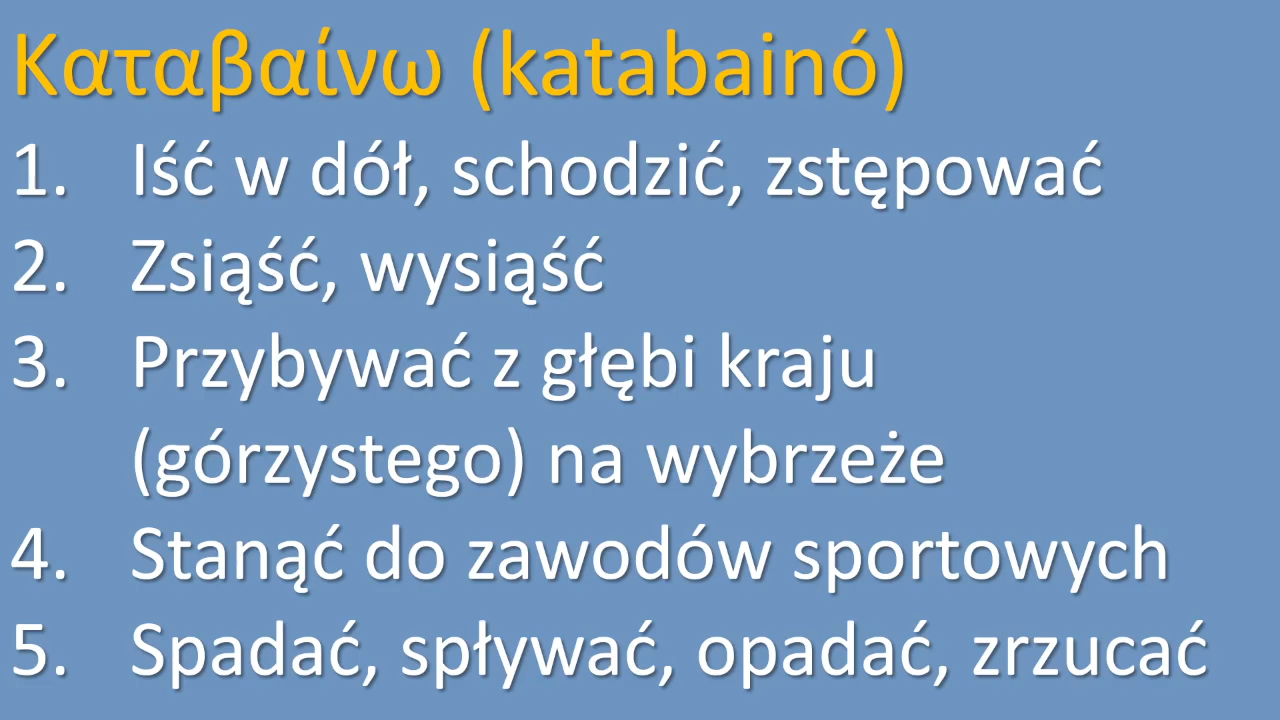 Καταβαίνω (katabainó)
1. Iść w dół, schodzić, zstępować
2. Zsiąść, wysiąść
3. Przybywać z głębi kraju
(górzystego) na wybrzeże
4. Stanąć do zawodów sportowych
5. Spadać, spływać, opadać, zrzucać